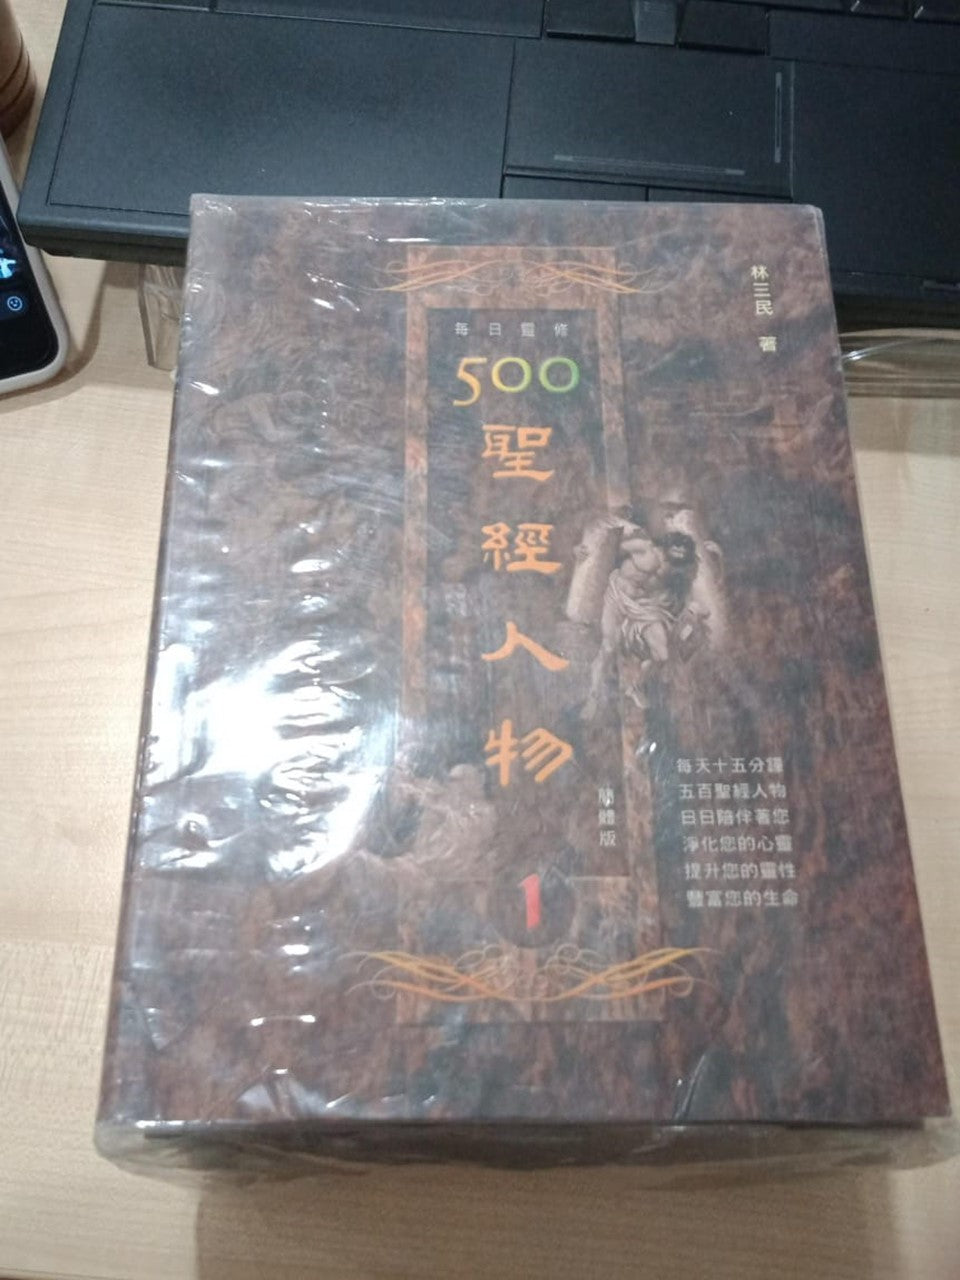 林三民 著
每日靈修
500
聖經人物
簡體版
1
每天十五分鐘
五百聖經人物
日日陪伴著您
淨化您的心靈
提升您的靈性
豐富您的生命